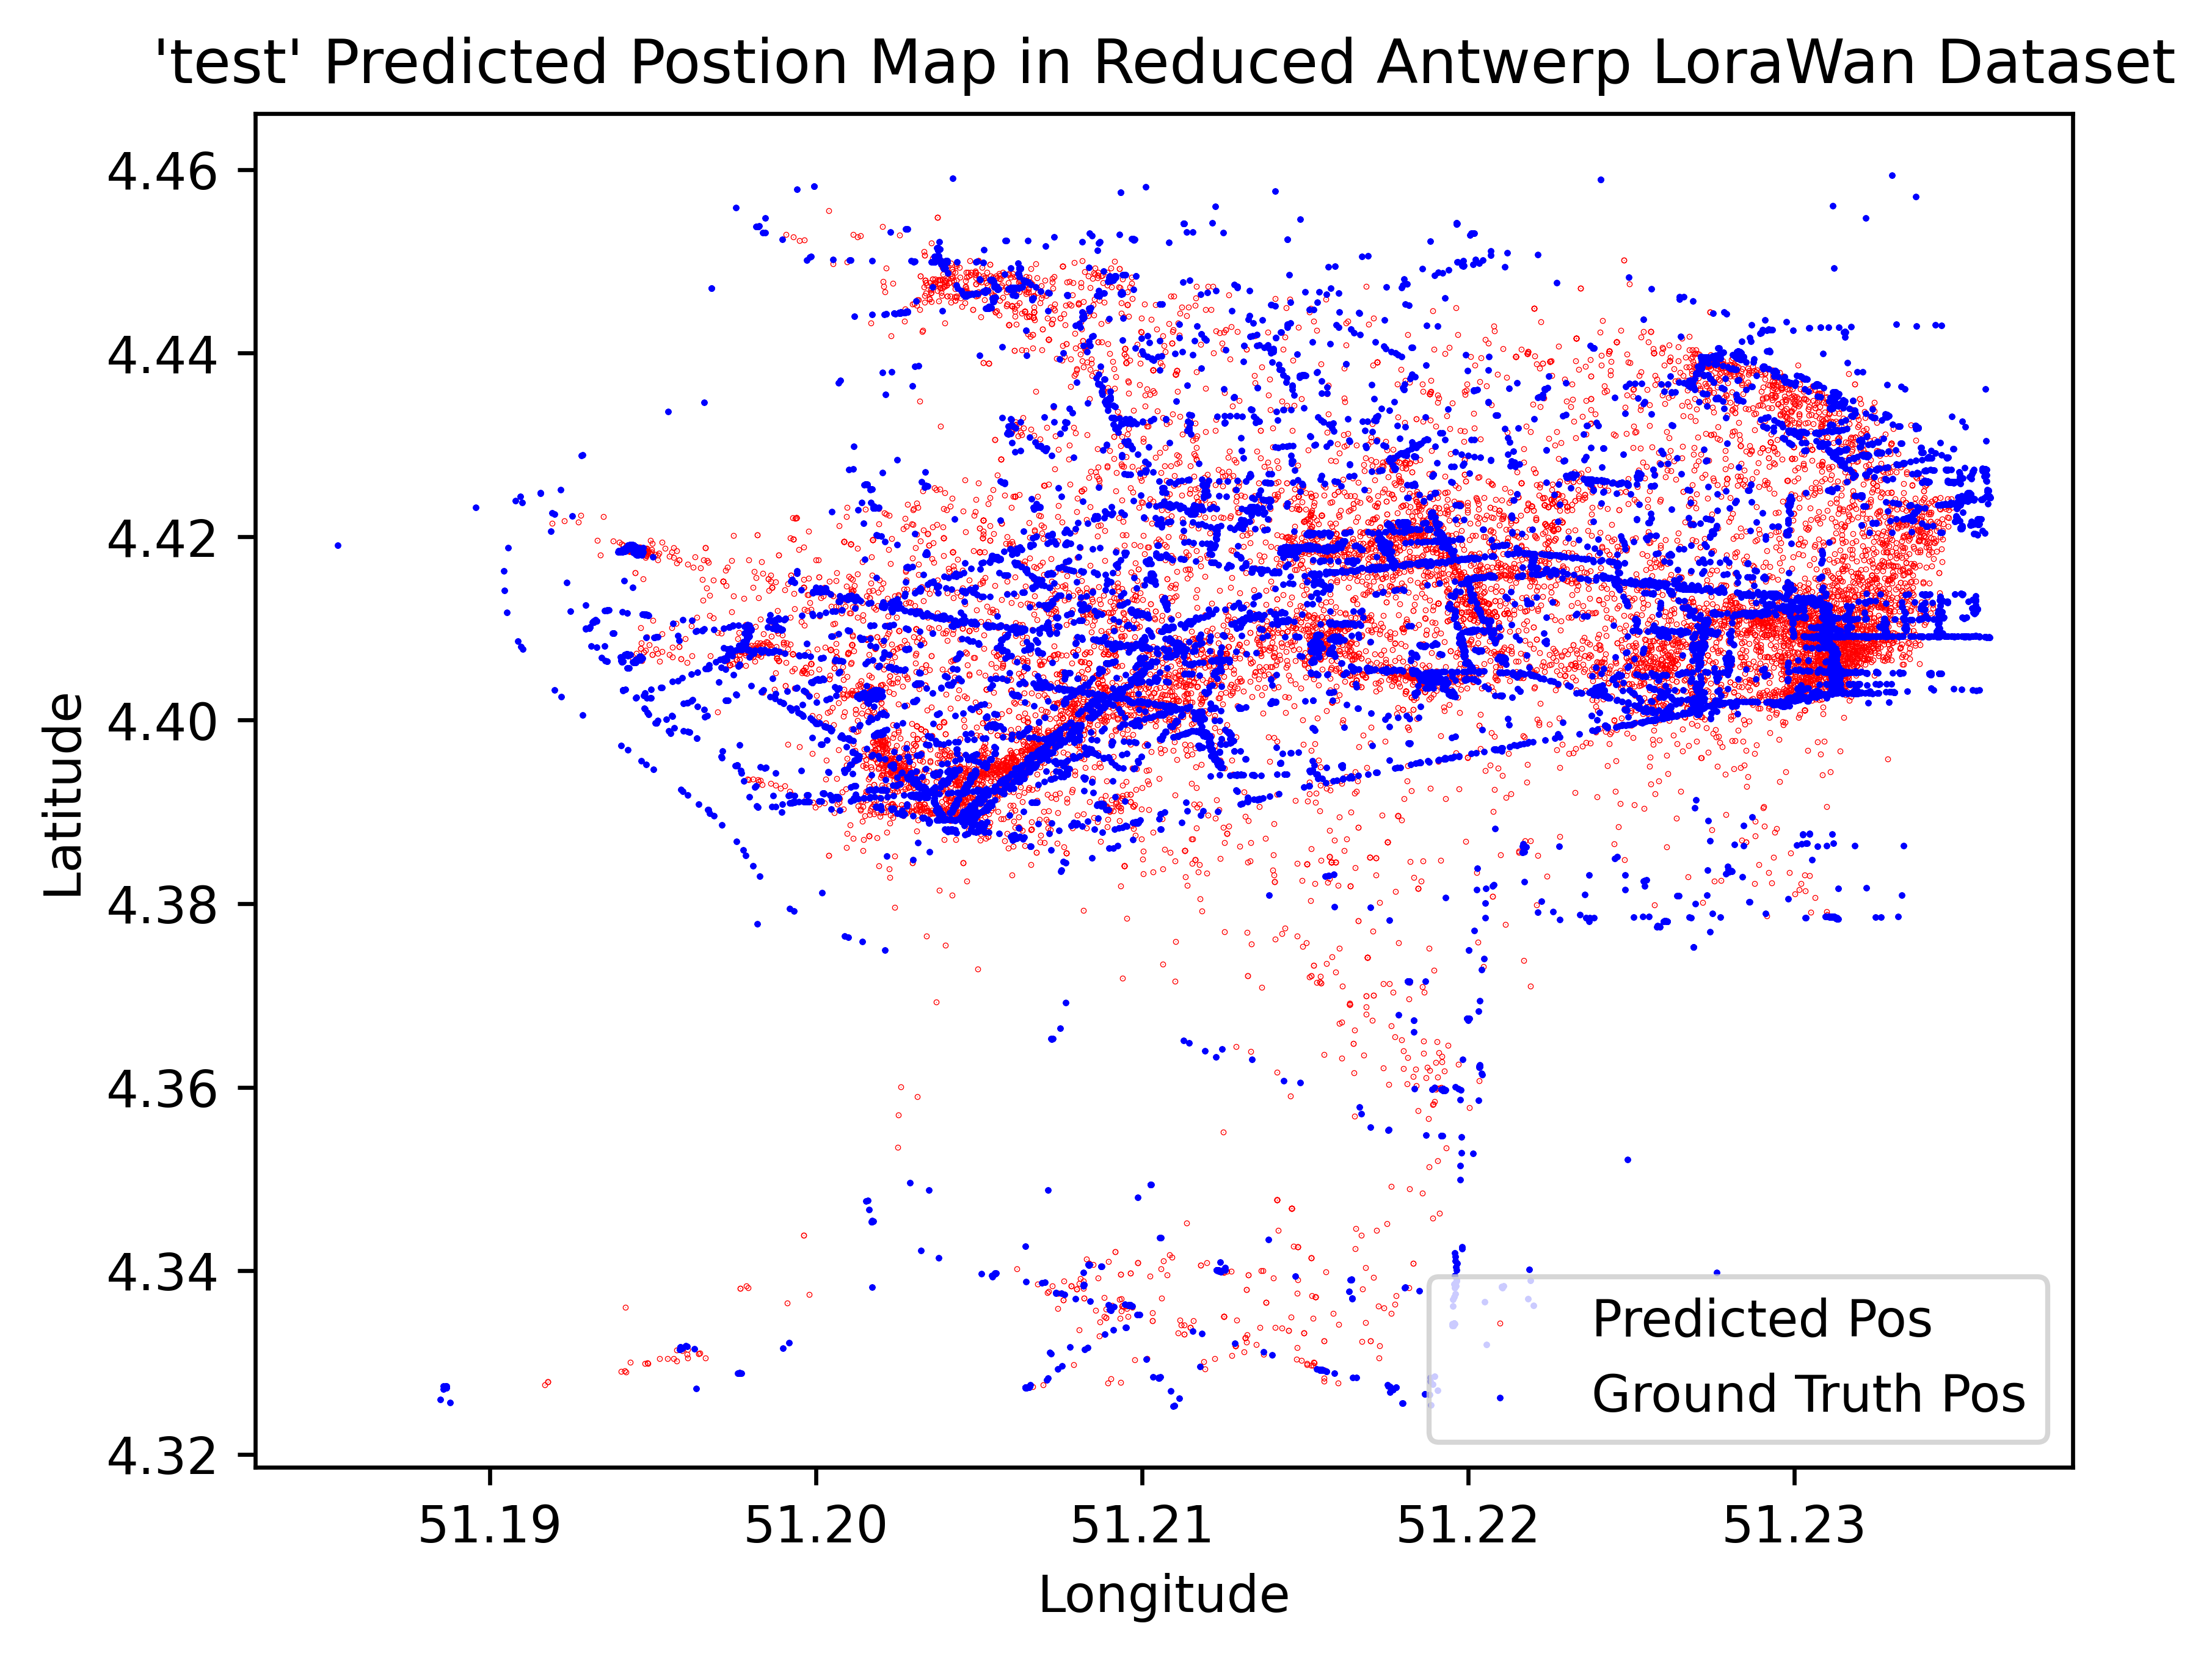 'test' Predicted Postion Map in Reduced Antwerp LoraWan Dataset
4.46
4.44
4.42
4.40
4.38
4.36
4.34
4.32
Latitude
Predicted Pos
Ground Truth Pos
51.19 51.20 51.21 51.22 51.23
Longitude